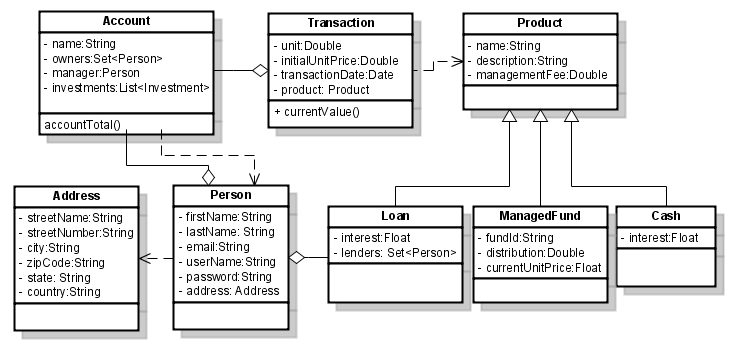 Account
- name:String
- owners:Set<Person>
- manager:Person
- investments:List<Investment>
accountTotal()
Transaction
- unit:Double
- initialUnitPrice:Double
- transactionDate:Date
- product: Product
+ currentValue()
Product
- name:String
- description:String
- managementFee:Double
Address
- streetName:String
- streetNumber:String
- city:String
- zipCode:String
- state: String
- country:String
Person
- firstName:String
- lastName: String
- email:String
- userName:String
- password:String
- address: Address
Loan
- interest:Float
- lenders: Set<Person>
ManagedFund
- fundId:String
- distribution:Double
- currentUnitPrice:Float
Cash
- interest:Float